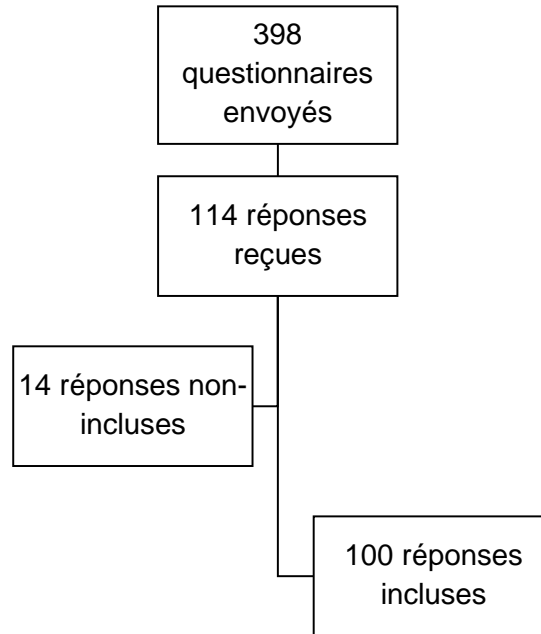 398
questionnaires
envoyés
114 réponses
reçues
14 réponses non-
incluses
100 réponses
incluses